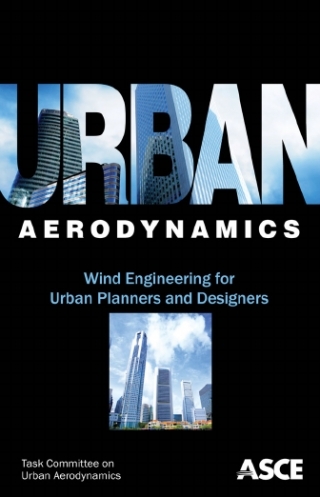 URBAN
AERODYNAMICS
Wind Engineering for
Urban Planners and Designers
Task Committee on
Urban Aerodynamics
ASCE